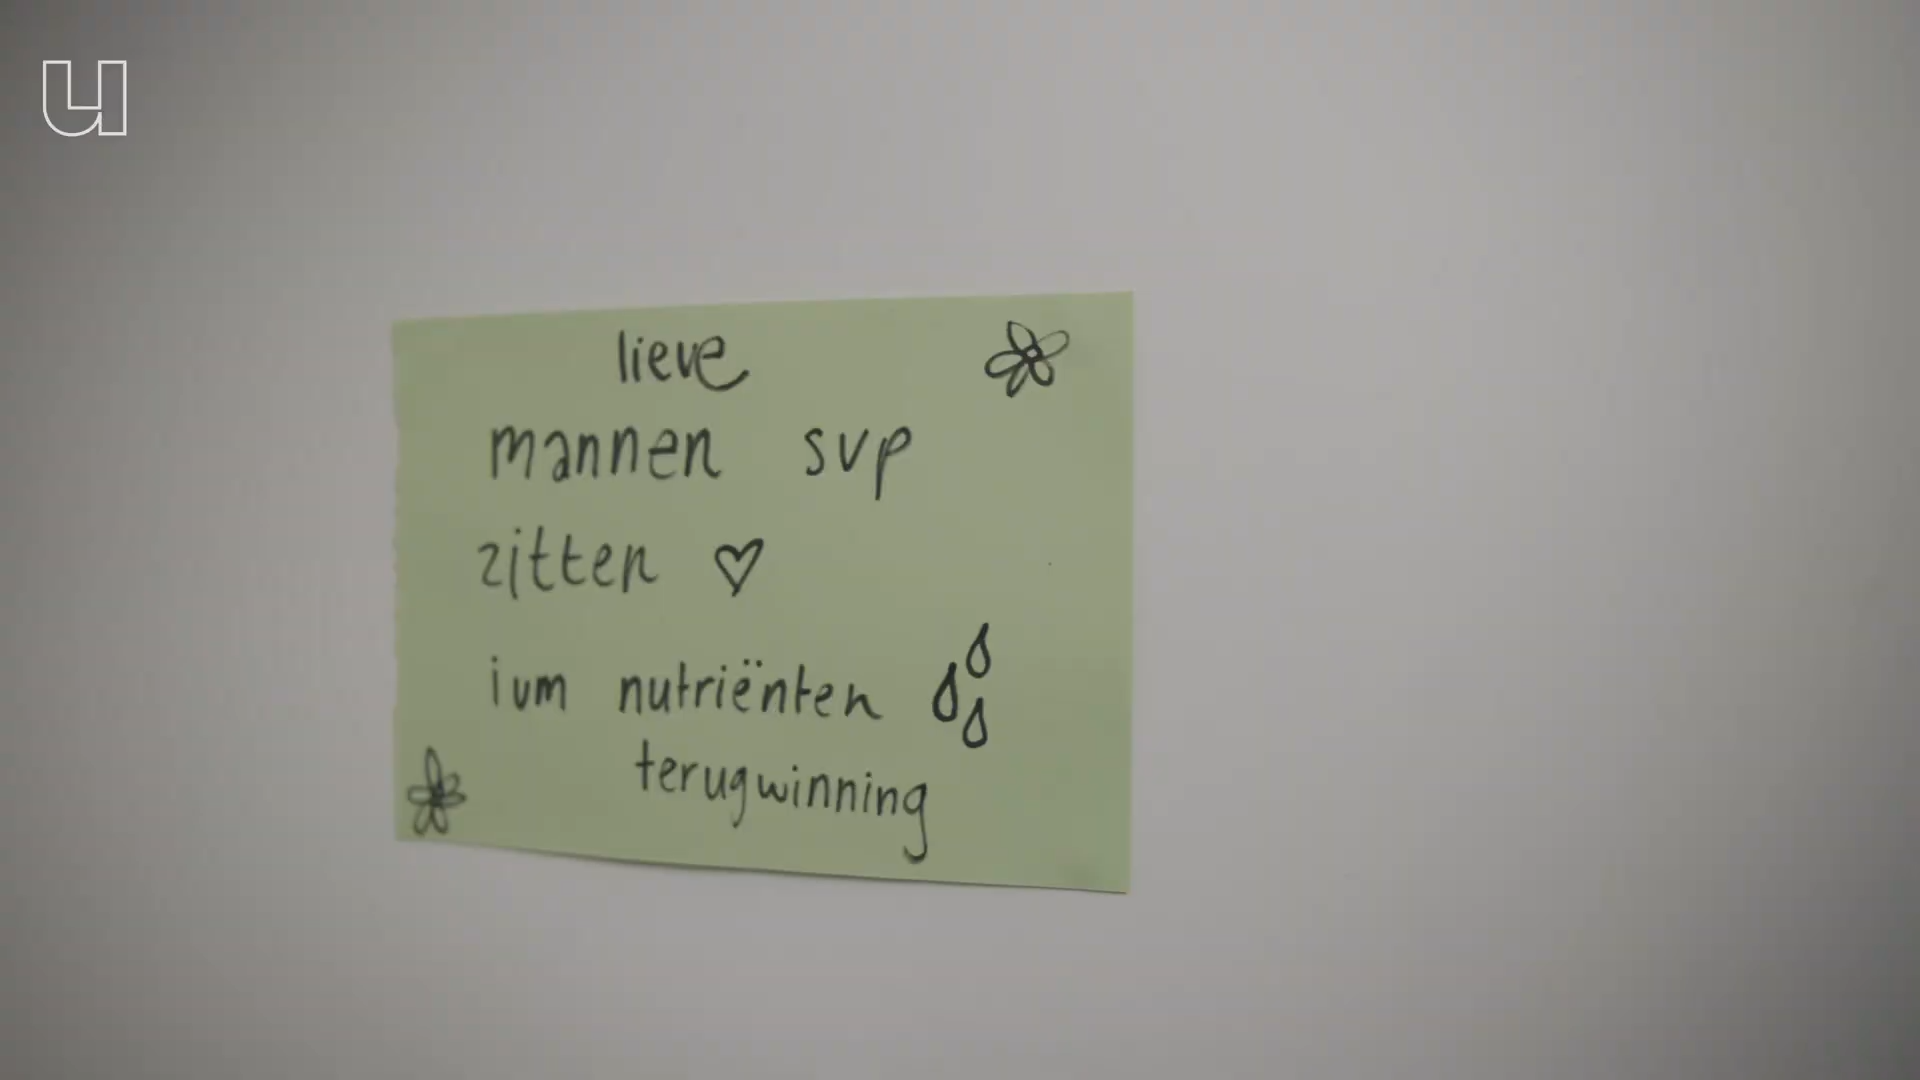 u
lieve
mannen svp
zitten ♡
ivm nutriënten
terugwinning